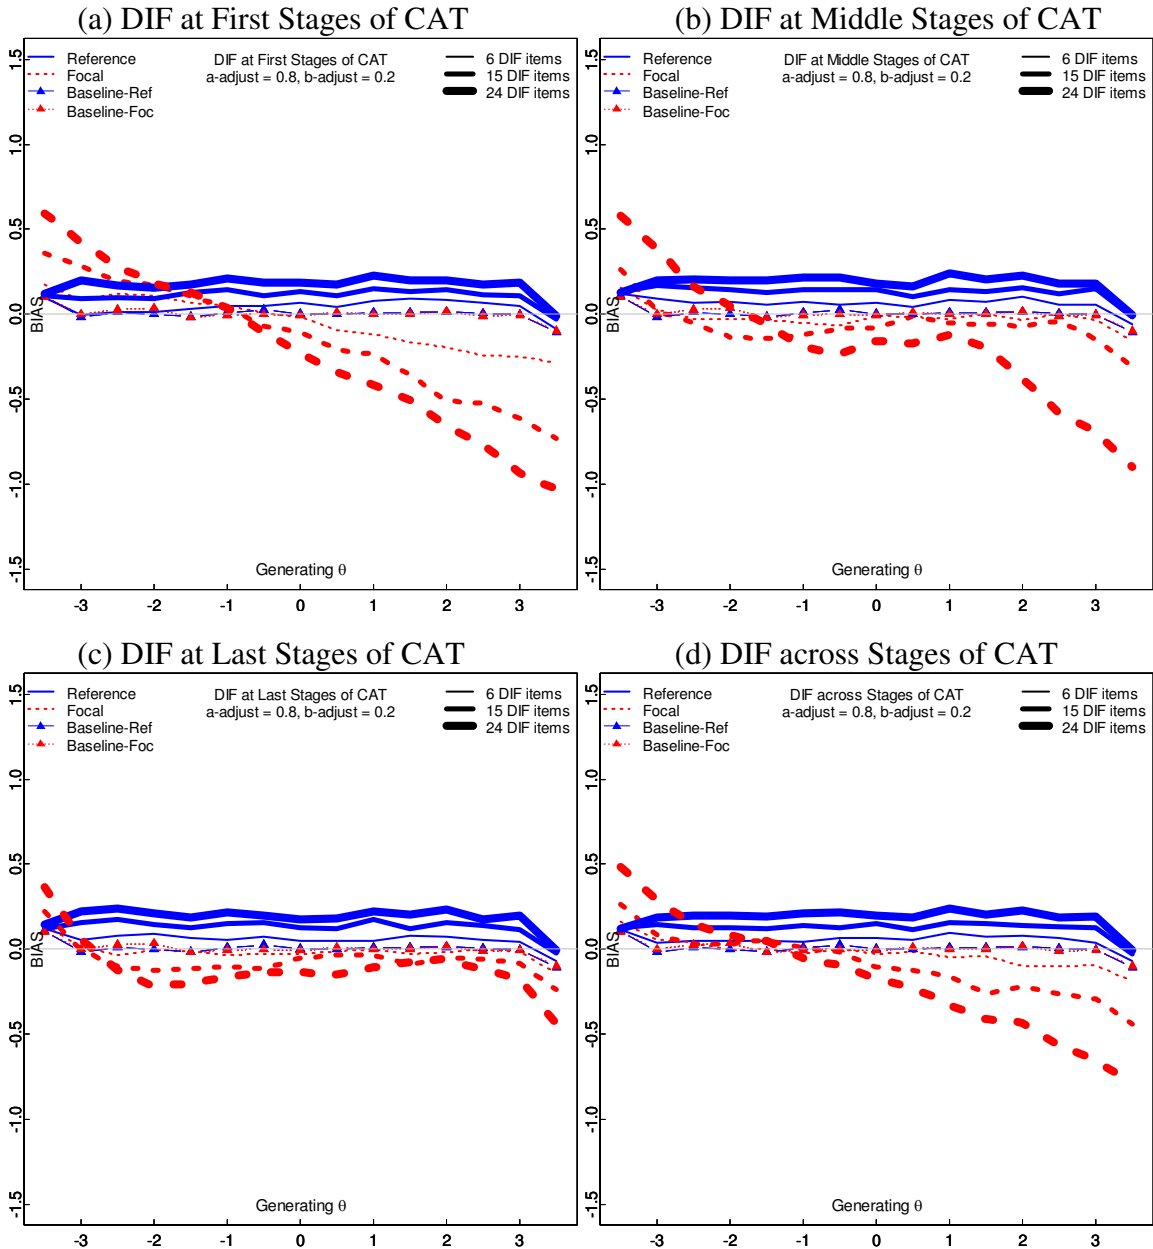 (a) DIF at First Stages of CAT
Reference
Focal
Baseline-Ref
Baseline-Foc
DIF at First Stages of CAT
a-adjust = 0.8, b-adjust = 0.2
6 DIF items
15 DIF items
24 DIF items
1.5
1.0
0.5
0.0
-0.5
-1.0
-1.5
BIAS
Generating θ
-3 -2 -1 0 1 2 3
(b) DIF at Middle Stages of CAT
Reference
Focal
Baseline-Ref
Baseline-Foc
DIF at Middle Stages of CAT
a-adjust = 0.8, b-adjust = 0.2
6 DIF items
15 DIF items
24 DIF items
1.5
1.0
0.5
0.0
-0.5
-1.0
-1.5
BIAS
Generating θ
-3 -2 -1 0 1 2 3
(c) DIF at Last Stages of CAT
Reference
Focal
Baseline-Ref
Baseline-Foc
DIF at Last Stages of CAT
a-adjust = 0.8, b-adjust = 0.2
6 DIF items
15 DIF items
24 DIF items
1.5
1.0
0.5
0.0
-0.5
-1.0
-1.5
BIAS
Generating θ
-3 -2 -1 0 1 2 3
(d) DIF across Stages of CAT
Reference
Focal
Baseline-Ref
Baseline-Foc
DIF across Stages of CAT
a-adjust = 0.8, b-adjust = 0.2
6 DIF items
15 DIF items
24 DIF items
1.5
1.0
0.5
0.0
-0.5
-1.0
-1.5
BIAS
Generating θ
-3 -2 -1 0 1 2 3